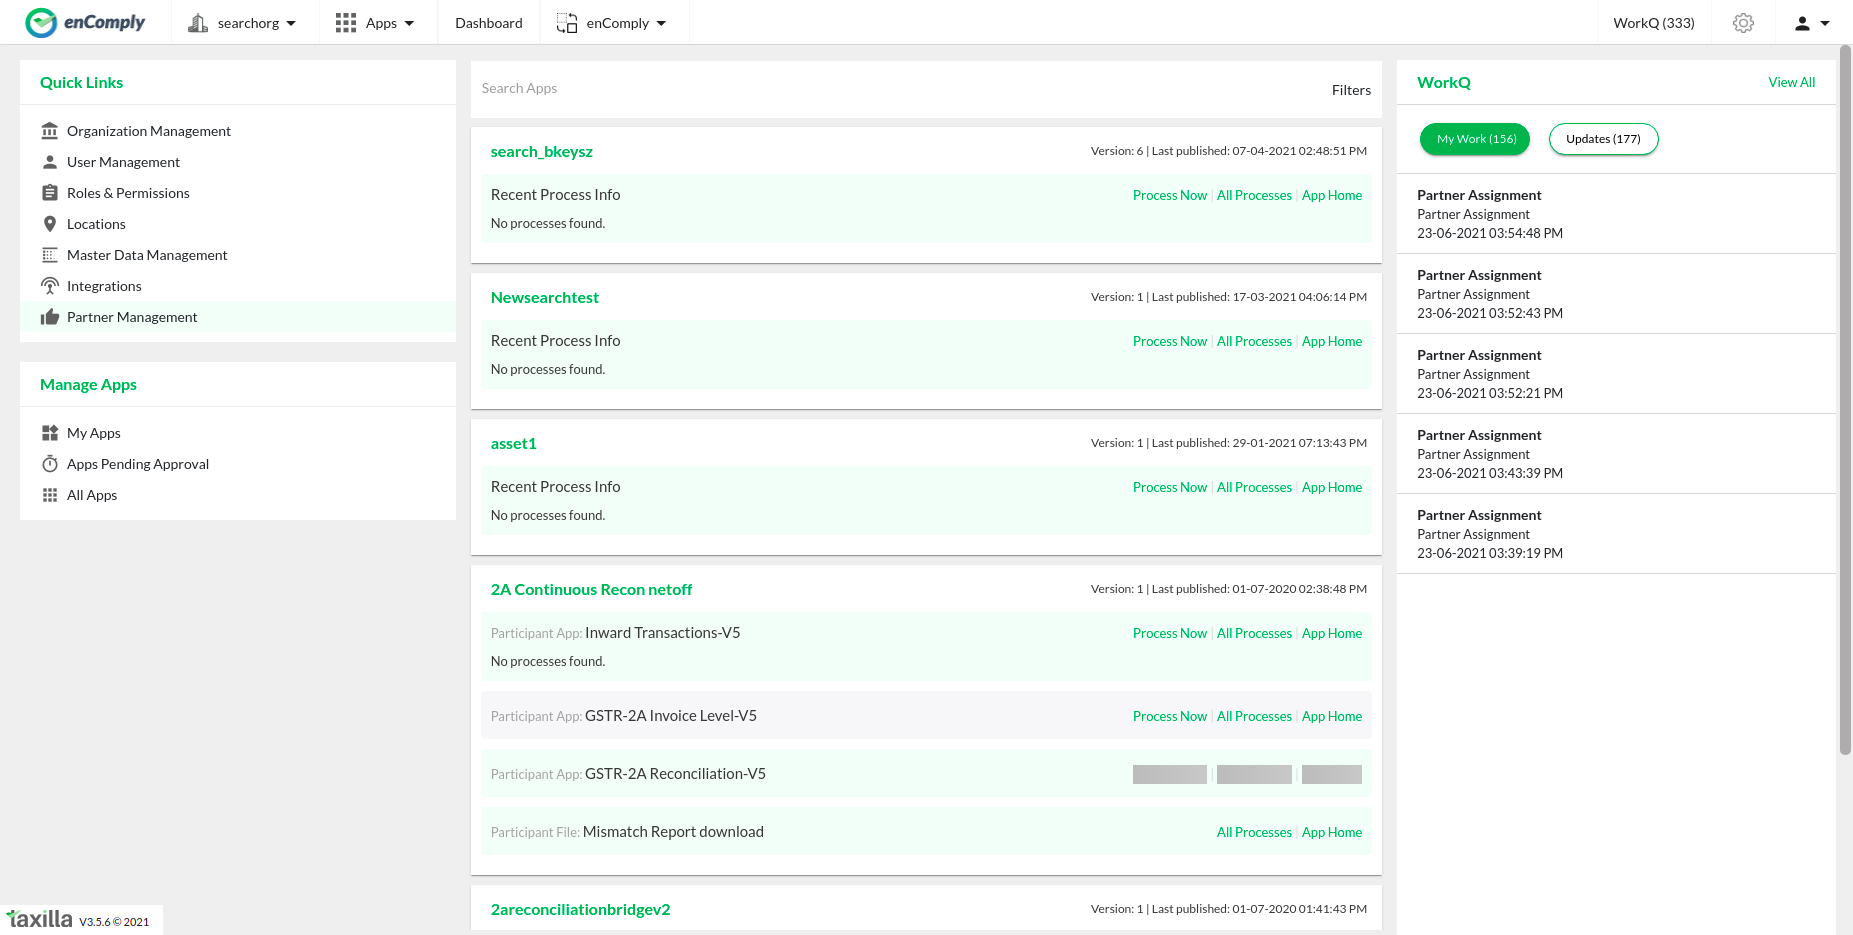 enComply
searchorg
Apps
Dashboard
enComply
WorkQ (333)
Quick Links
Organization Management
User Management
Roles & Permissions
Locations
Master Data Management
Integrations
Partner Management
Manage Apps
My Apps
Apps Pending Approval
All Apps
Search Apps
Filters
search_bkeysz
Version: 6 | Last published: 07-04-2021 02:48:51 PM
Recent Process Info
Process Now | All Processes | App Home
No processes found.
Newsearchtest
Version: 1 | Last published: 17-03-2021 04:06:14 PM
Recent Process Info
Process Now | All Processes | App Home
No processes found.
asset1
Version: 1 | Last published: 29-01-2021 07:13:43 PM
Recent Process Info
Process Now | All Processes | App Home
No processes found.
2A Continuous Recon netoff
Version: 1 | Last published: 01-07-2020 02:38:48 PM
Participant App: Inward Transactions-V5
Process Now | All Processes | App Home
No processes found.
Participant App: GSTR-2A Invoice Level-V5
Process Now | All Processes | App Home
Participant App: GSTR-2A Reconciliation-V5
Participant File: Mismatch Report download
All Processes | App Home
2areconciliationbridgev2
Version: 1 | Last published: 01-07-2020 01:41:43 PM
WorkQ
View All
My Work (156)
Updates (177)
Partner Assignment
Partner Assignment
23-06-2021 03:54:48 PM
Partner Assignment
Partner Assignment
23-06-2021 03:52:43 PM
Partner Assignment
Partner Assignment
23-06-2021 03:52:21 PM
Partner Assignment
Partner Assignment
23-06-2021 03:43:39 PM
Partner Assignment
Partner Assignment
23-06-2021 03:39:19 PM
taxilla V3.5.6 © 2021